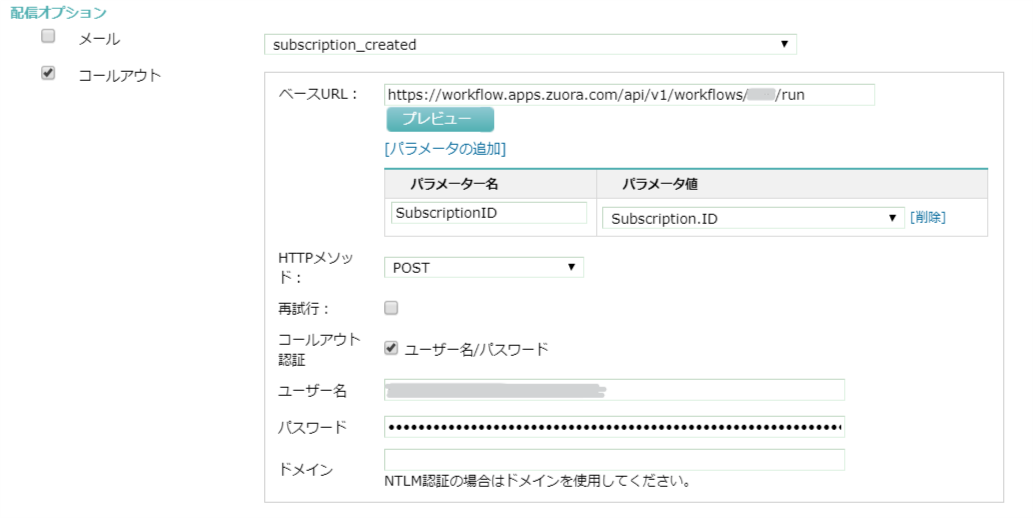 配信オプション
メール
subscription_created
コールアウト
ベースURL：
https://workflow.apps.zuora.com/api/v1/workflows/ /run
プレビュー
[パラメータの追加]
パラメーター名 パラメータ値
SubscriptionID Subscription.ID [削除]
HTTPメソッ
ド：
POST
再試行：
コールアウト
認証
ユーザー名/パスワード
ユーザー名
パスワード
ドメイン
NTLM認証の場合はドメインを使用してください。